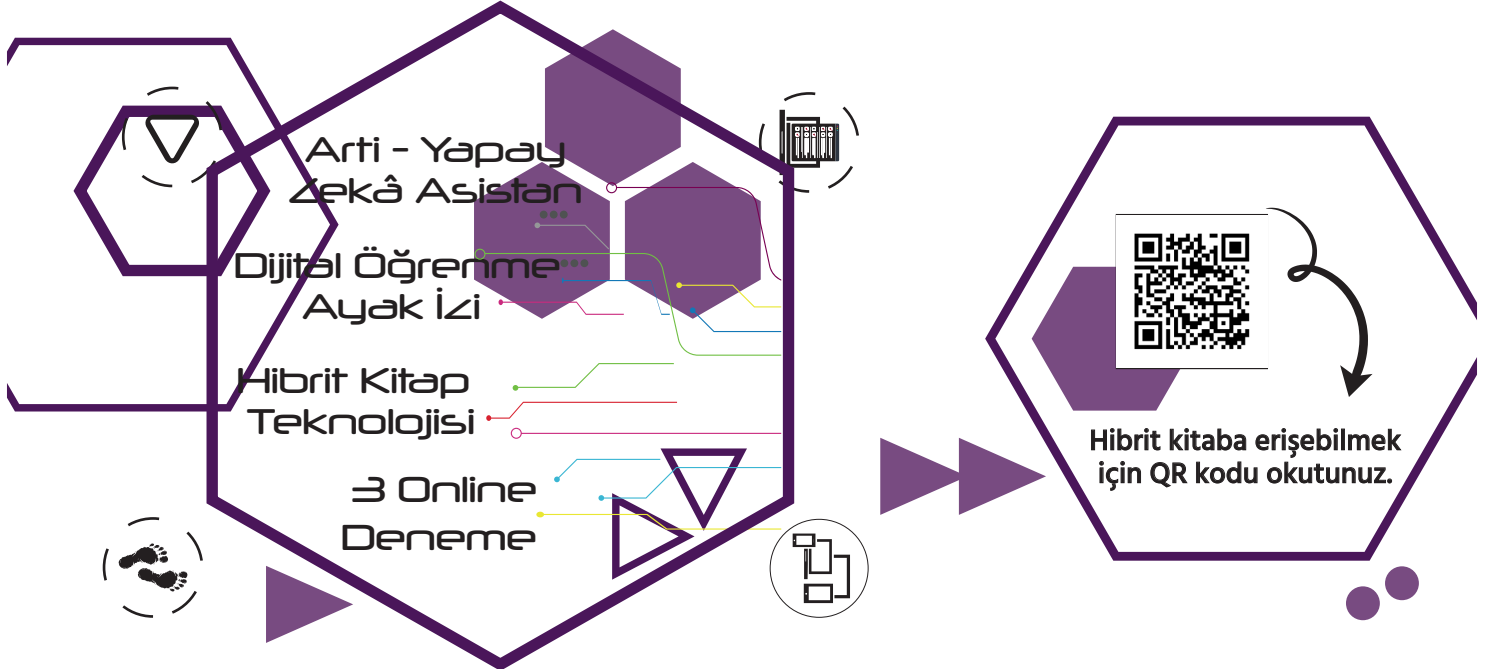 Arti - Yapay
Zekâ Asistan
Dijital Öğrenme
Ayak İzi
Hibrit Kitap
Teknolojisi
3 Online
Deneme
Hibrit kitaba erişebilmek
için QR kodu okutunuz.